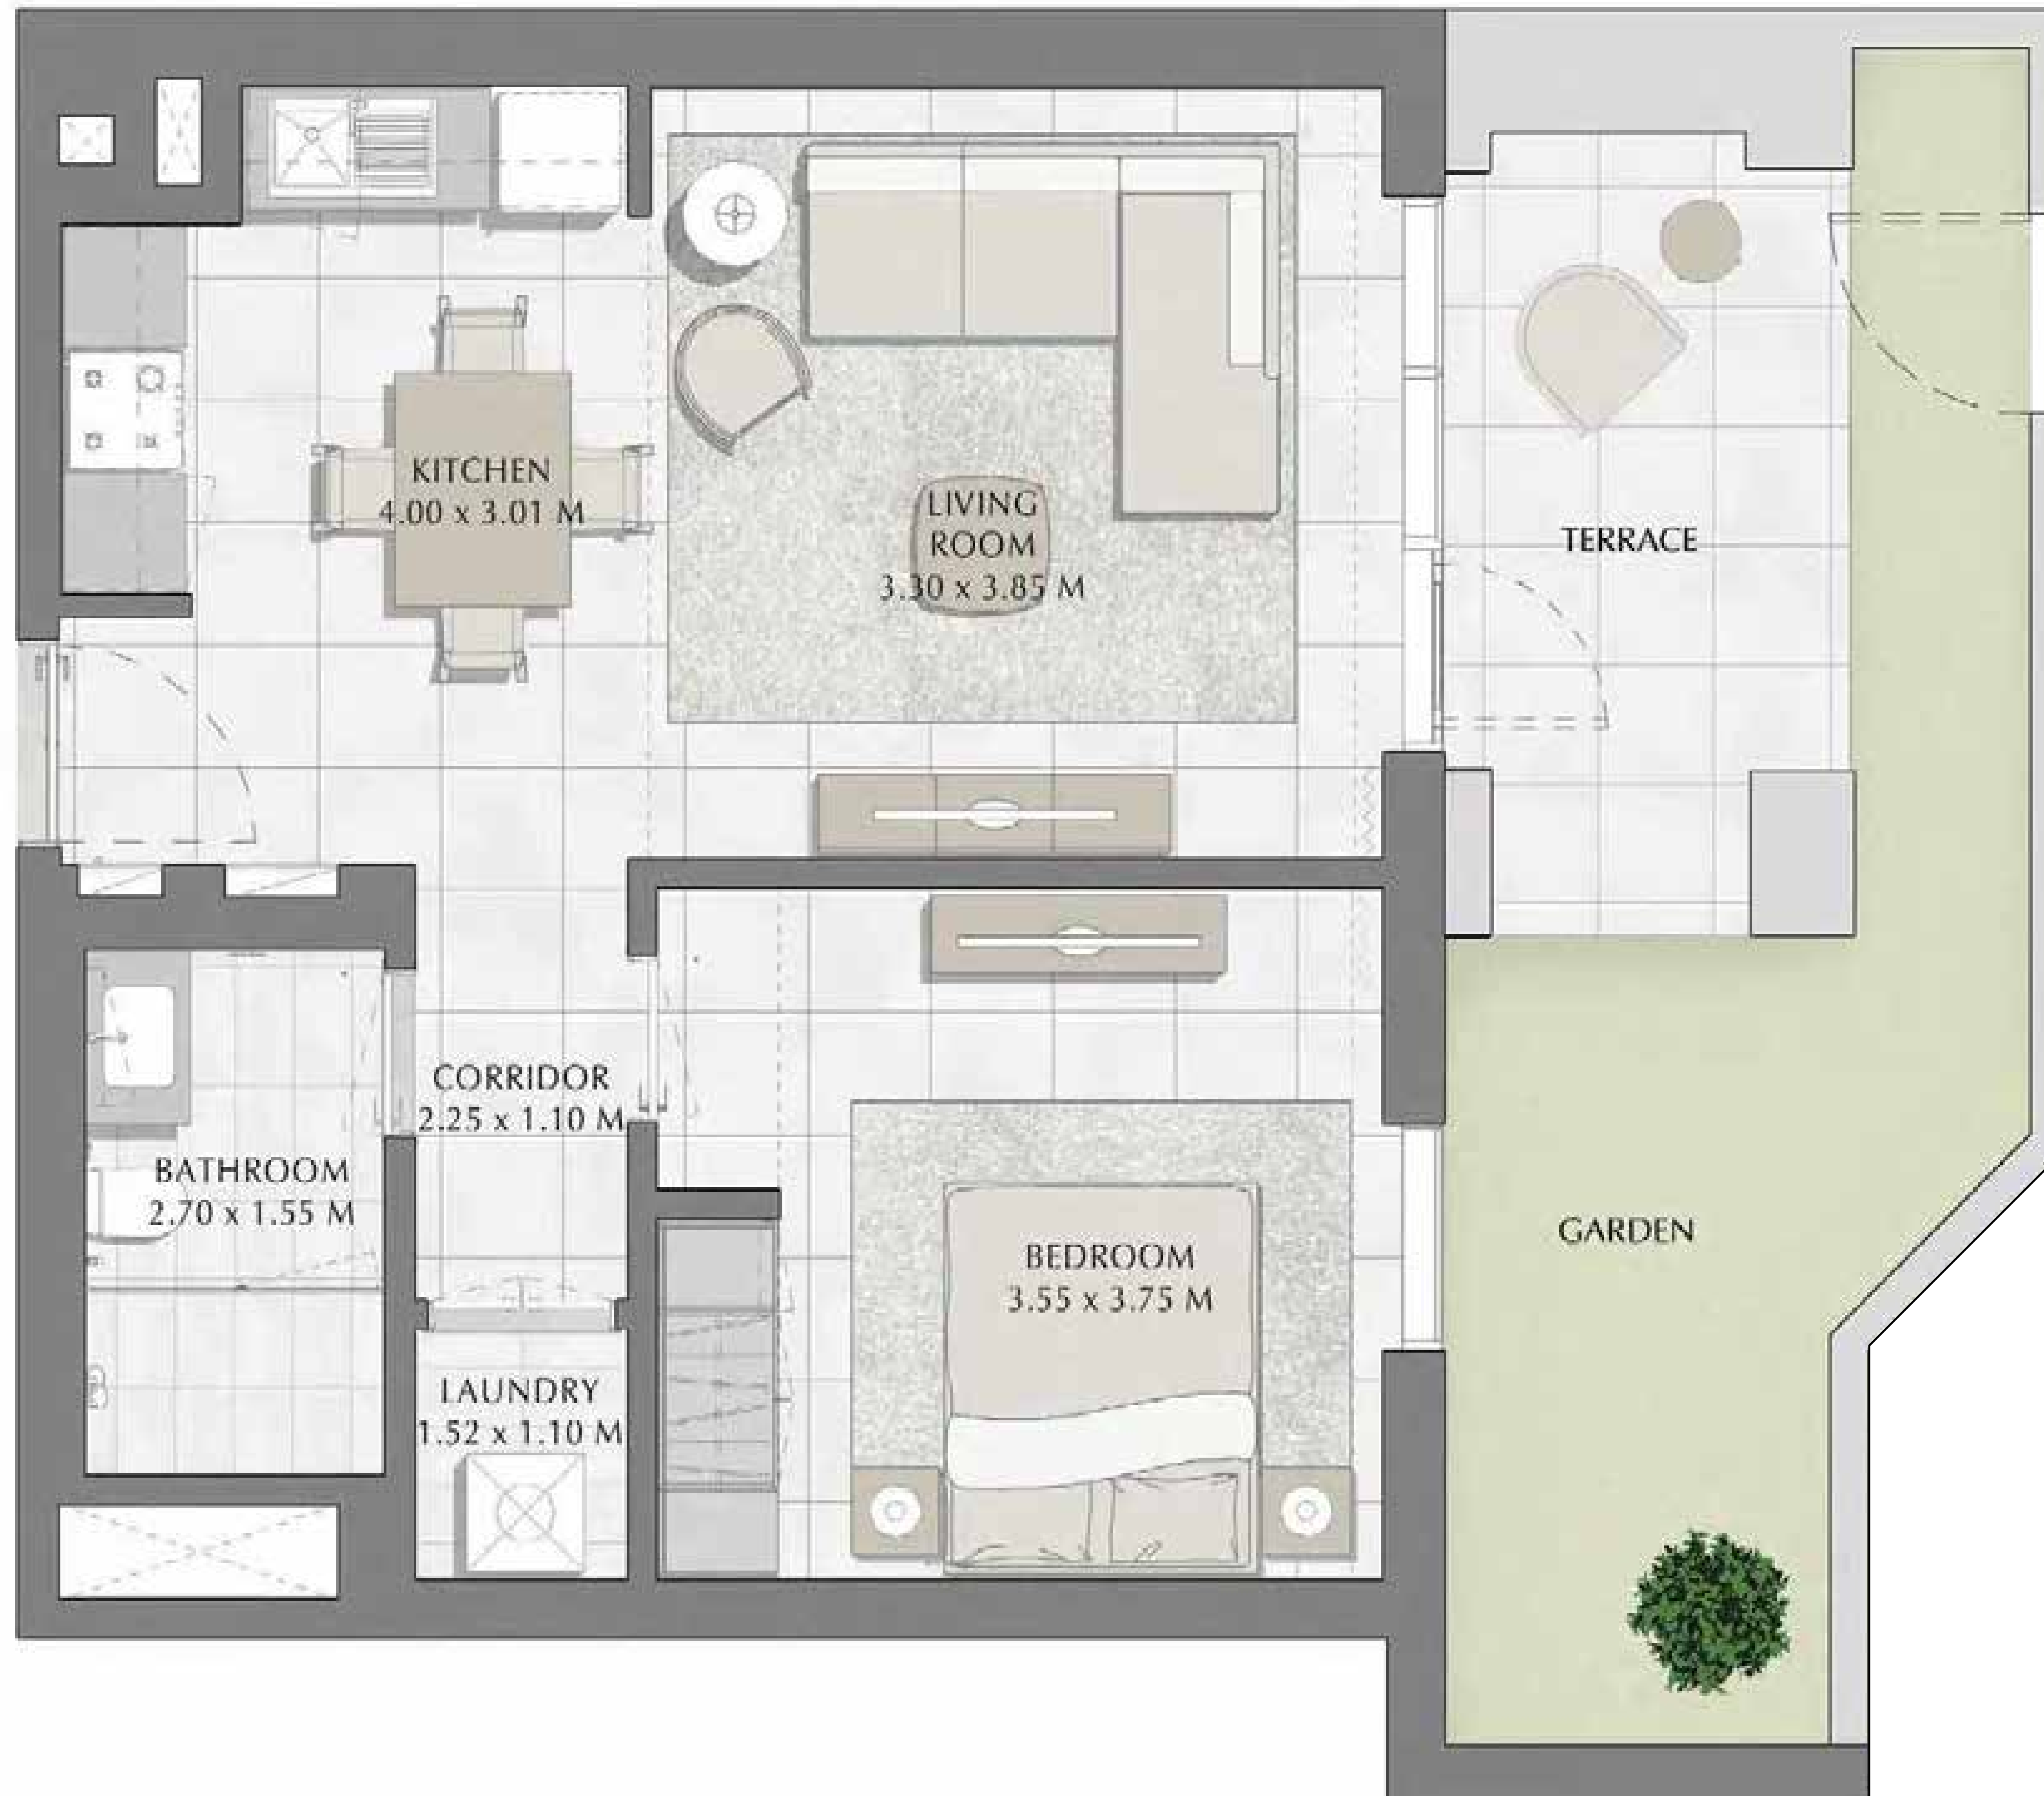 KITCHEN
4.00 x 3.01 M
LIVING
ROOM
3.30 x 3.85 M
TERRACE
CORRIDOR
2.25 x 1.10 M
BATHROOM
2.70 x 1.55 M
BEDROOM
3.55 x 3.75 M
GARDEN
LAUNDRY
1.52 x 1.10 M